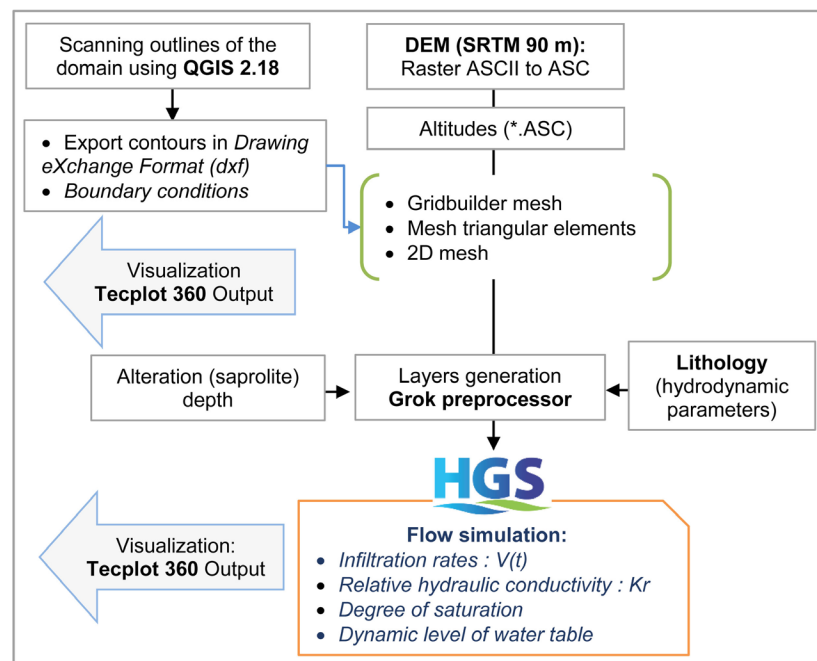 Scanning outlines of the
domain using QGIS 2.18
DEM (SRTM 90 m):
Raster ASCII to ASC
• Export contours in Drawing
eXchange Format (dxf)
• Boundary conditions
Altitudes (*.ASC)
• Gridbuilder mesh
• Mesh triangular elements
• 2D mesh
Visualization
Tecplot 360 Output
Alteration (saprolite)
depth
Layers generation
Grok preprocessor
Lithology
(hydrodynamic
parameters)
HGS
Flow simulation:
• Infiltration rates : V(t)
• Relative hydraulic conductivity : Kr
• Degree of saturation
• Dynamic level of water table
Visualization:
Tecplot 360 Output